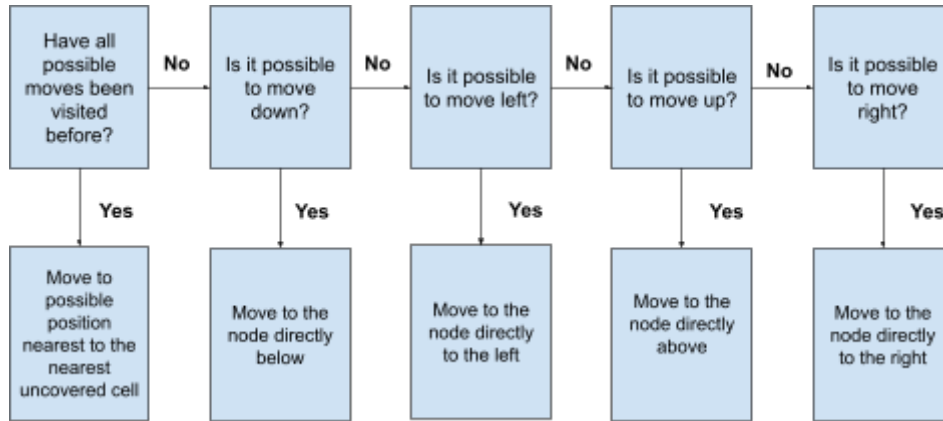 Have all
possible
moves been
visited
before?
No
Is it possible
to move
down?
No
Is it possible
to move left?
No
Is it possible
to move up?
No
Is it possible
to move
right?
Yes
Yes
Yes
Yes
Yes
Move to
possible
position
nearest to the
nearest
uncovered cell
Move to the
node directly
below
Move to the
node directly
to the left
Move to the
node directly
above
Move to the
node directly
to the right